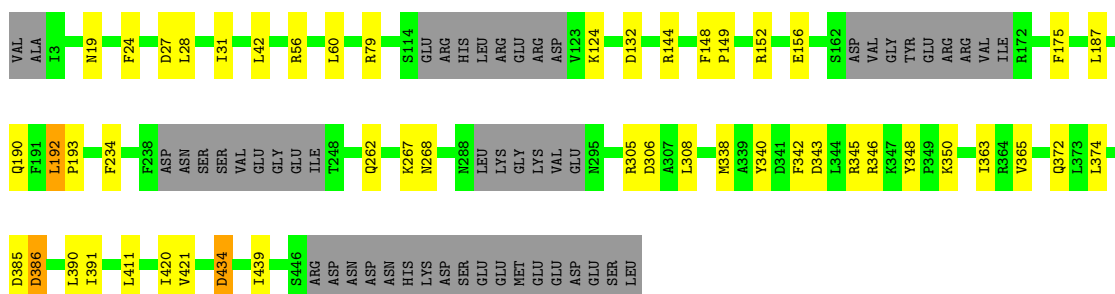 VAL ALA I3 N19 F24 D27 L28 I31 L42 R56 L60 R79 S114 GLU ARG HIS LEU ARG GLU ARG ASP V123 K124 D132 R144 F148 P149 R152 E156 S162 ASP VAL GLY TYR GLU ARG ARG VAL ILE R172 F175 L187
Q190 F191 L192 P193 F234 F238 ASP ASN SER SER VAL GLU GLY GLU ILE T248 Q262 K267 N268 N288 LEU LYS GLY LYS VAL GLU N295 R305 D306 A307 L308 M338 A339 Y340 D341 F342 D343 L344 R345 R346 K347 Y348 P349 K350 I363 R364 V365 Q372 L373 L374
D385 D386 L390 I391 L411 I420 V421 D434 I439 S446 ARG ASP ASN ASP ASN HIS LYS ASP SER GLU GLU MET GLU GLU ASP GLU SER LEU